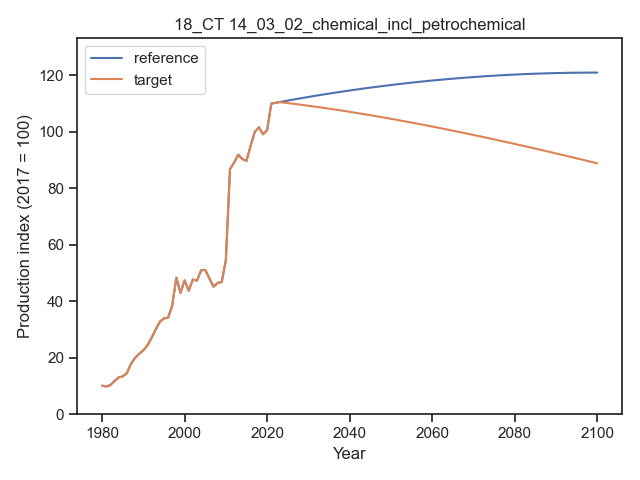 18_CT 14_03_02_chemical_incl_petrochemical
reference
target
Production index (2017 = 100)
120
100
80
60
40
20
0
1980
2000
2020
2040
2060
2080
2100
Year